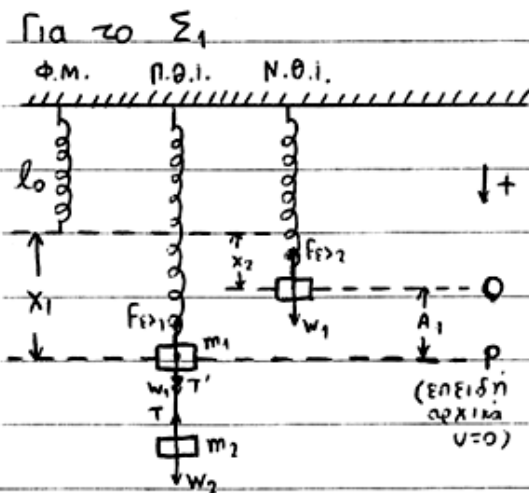 Για το Σ₁
Φ.Μ. Π.Θ.Ι. Ν.Θ.Ι.
l₀
+
x₂
Fελ₂
x₁
O
w₁
A₁
Fελ₁
m₁
P
w₁ T'
(επειδή
αρχικά
υ=0)
T
m₂
w₂